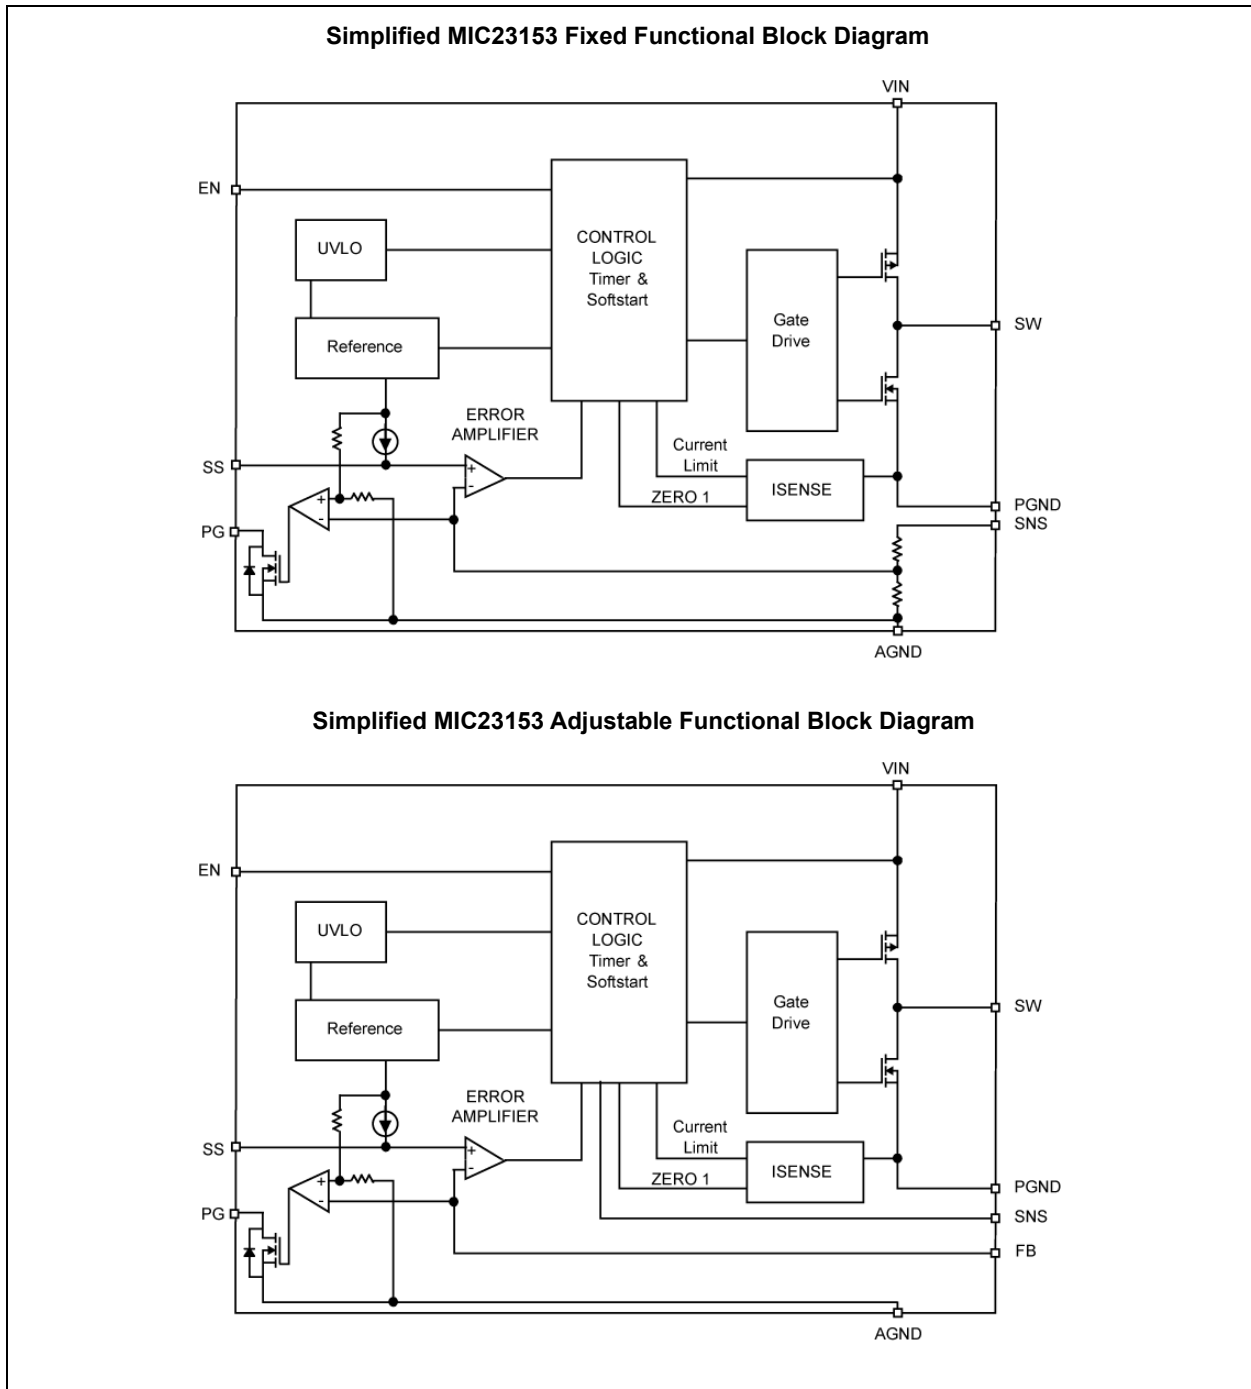 Simplified MIC23153 Fixed Functional Block Diagram
VIN
EN
UVLO
CONTROL
LOGIC
Timer &
Softstart
Gate
Drive
SW
Reference
ERROR
AMPLIFIER
Current
Limit
SS
+
-
ISENSE
ZERO 1
+
-
PG
PGND
SNS
AGND
Simplified MIC23153 Adjustable Functional Block Diagram
VIN
EN
UVLO
CONTROL
LOGIC
Timer &
Softstart
Gate
Drive
SW
Reference
ERROR
AMPLIFIER
Current
Limit
SS
+
-
ISENSE
ZERO 1
+
-
PGND
PG
SNS
FB
AGND